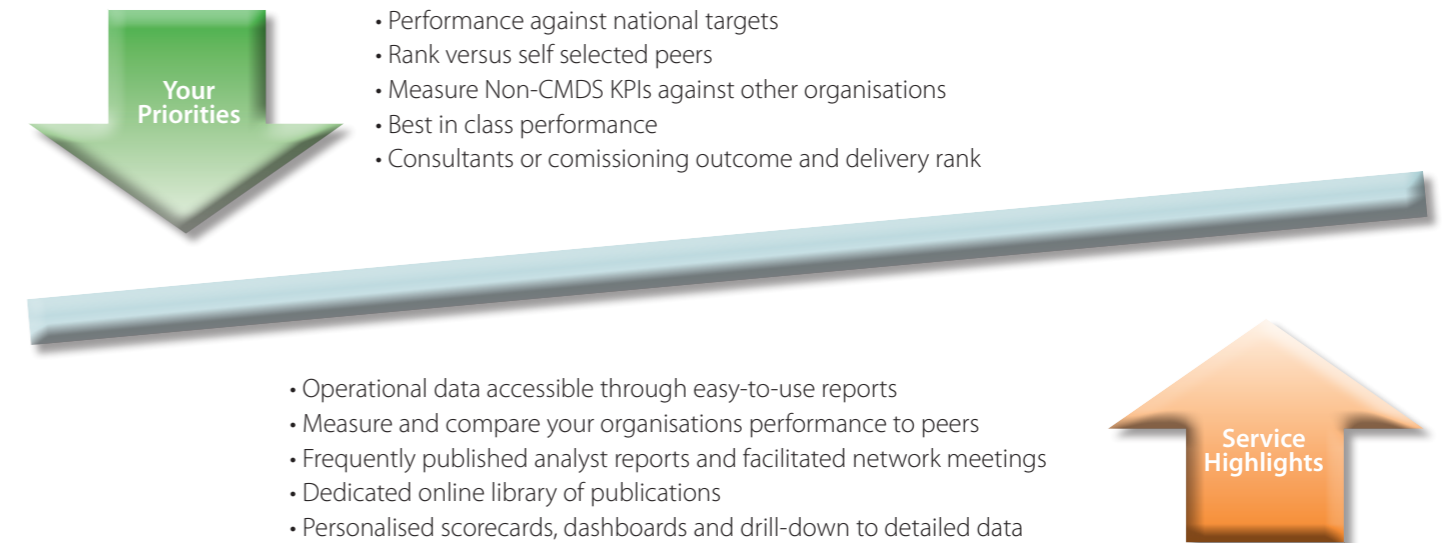 Your
Priorities
• Performance against national targets
• Rank versus self selected peers
• Measure Non-CMDS KPIs against other organisations
• Best in class performance
• Consultants or comissioning outcome and delivery rank
• Operational data accessible through easy-to-use reports
• Measure and compare your organisations performance to peers
• Frequently published analyst reports and facilitated network meetings
• Dedicated online library of publications
• Personalised scorecards, dashboards and drill-down to detailed data
Service
Highlights